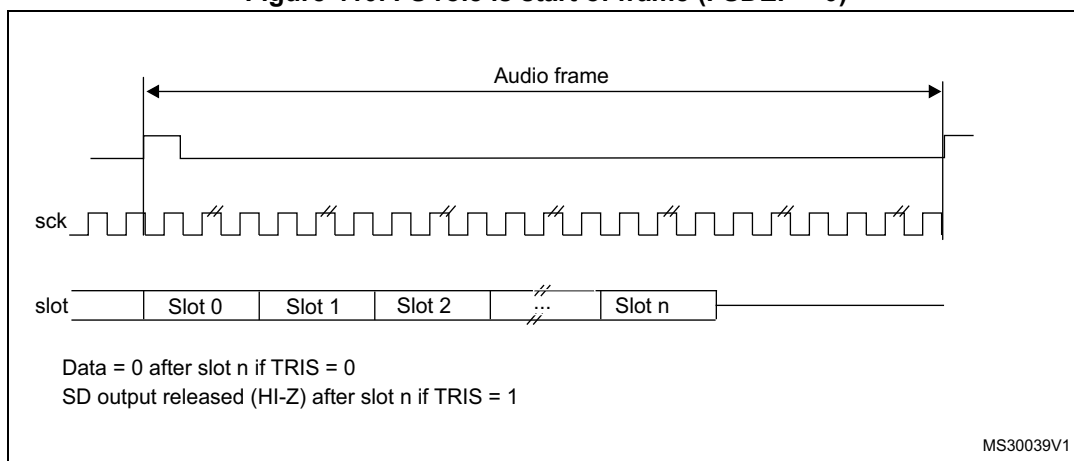 Audio frame
sck
slot Slot 0 Slot 1 Slot 2 ... Slot n
Data = 0 after slot n if TRIS = 0
SD output released (HI-Z) after slot n if TRIS = 1
MS30039V1